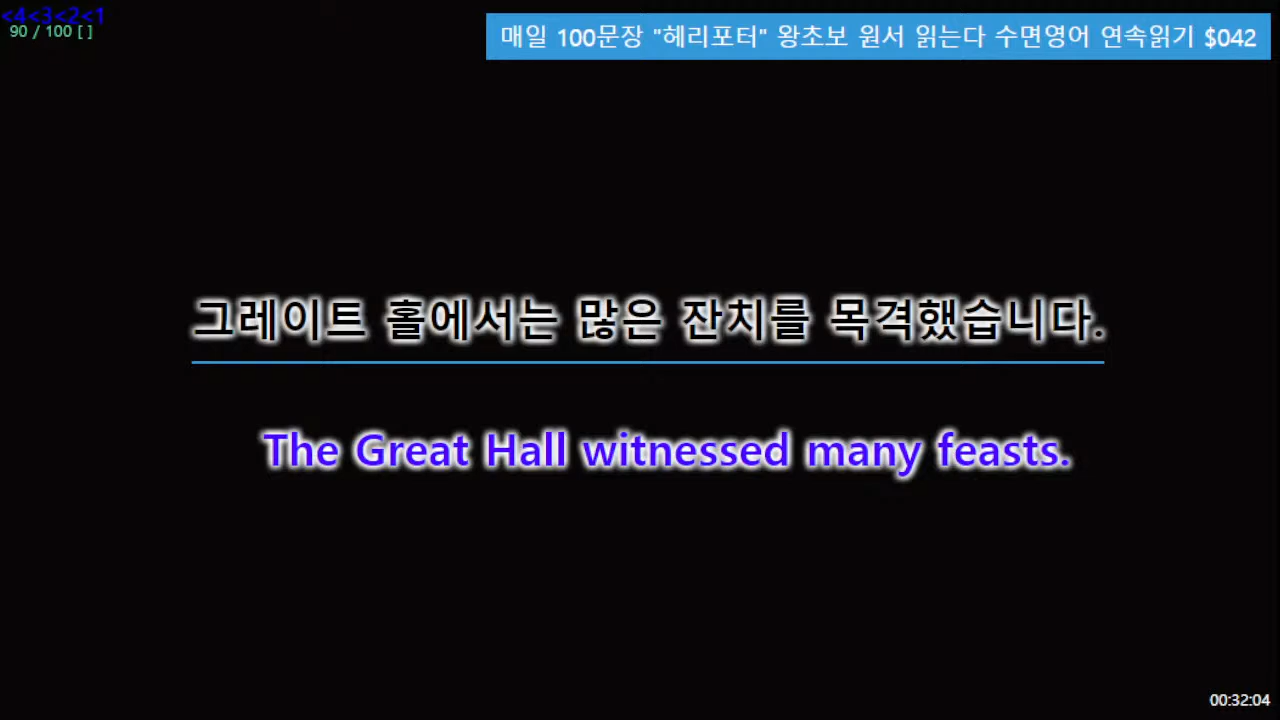 <4<3<2<1
90 / 100 [ ]
매일 100문장 "헤리포터" 왕초보 원서 읽는다 수면영어 연속읽기 $042
그레이트 홀에서는 많은 잔치를 목격했습니다.
The Great Hall witnessed many feasts.
00:32:04